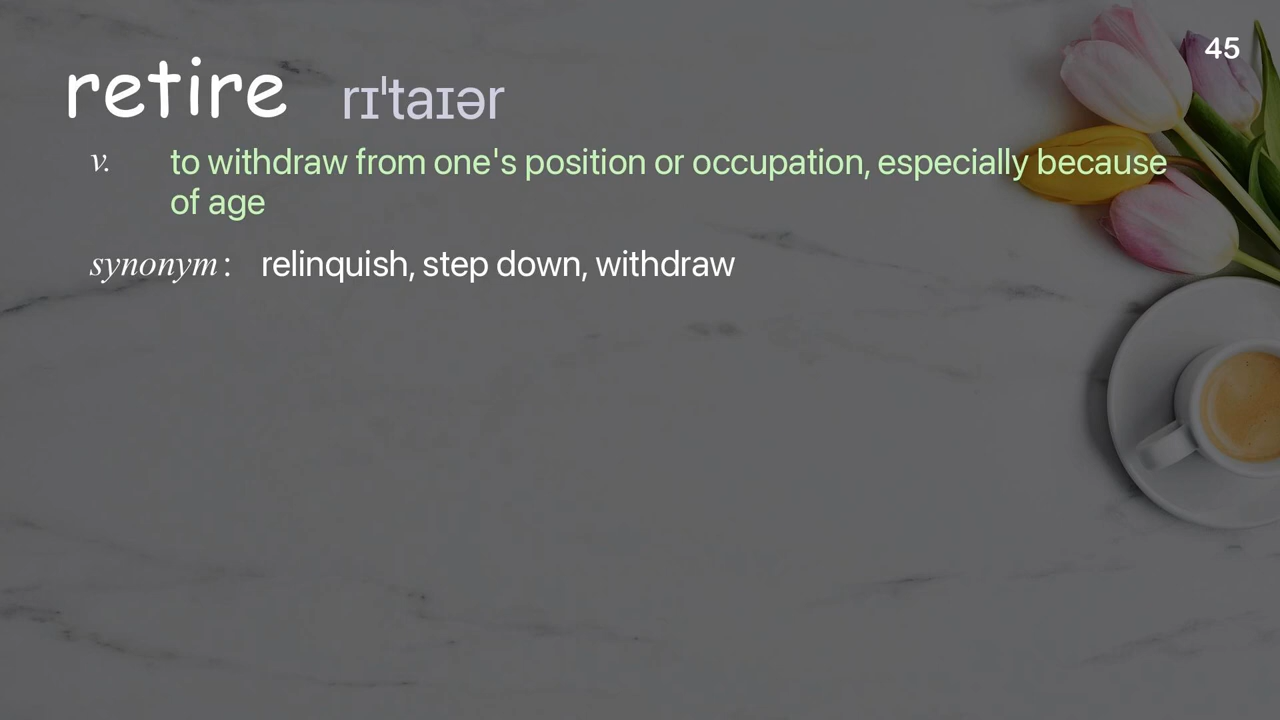 45
retire rɪˈtaɪər
v. to withdraw from one's position or occupation, especially because
of age
synonym : relinquish, step down, withdraw